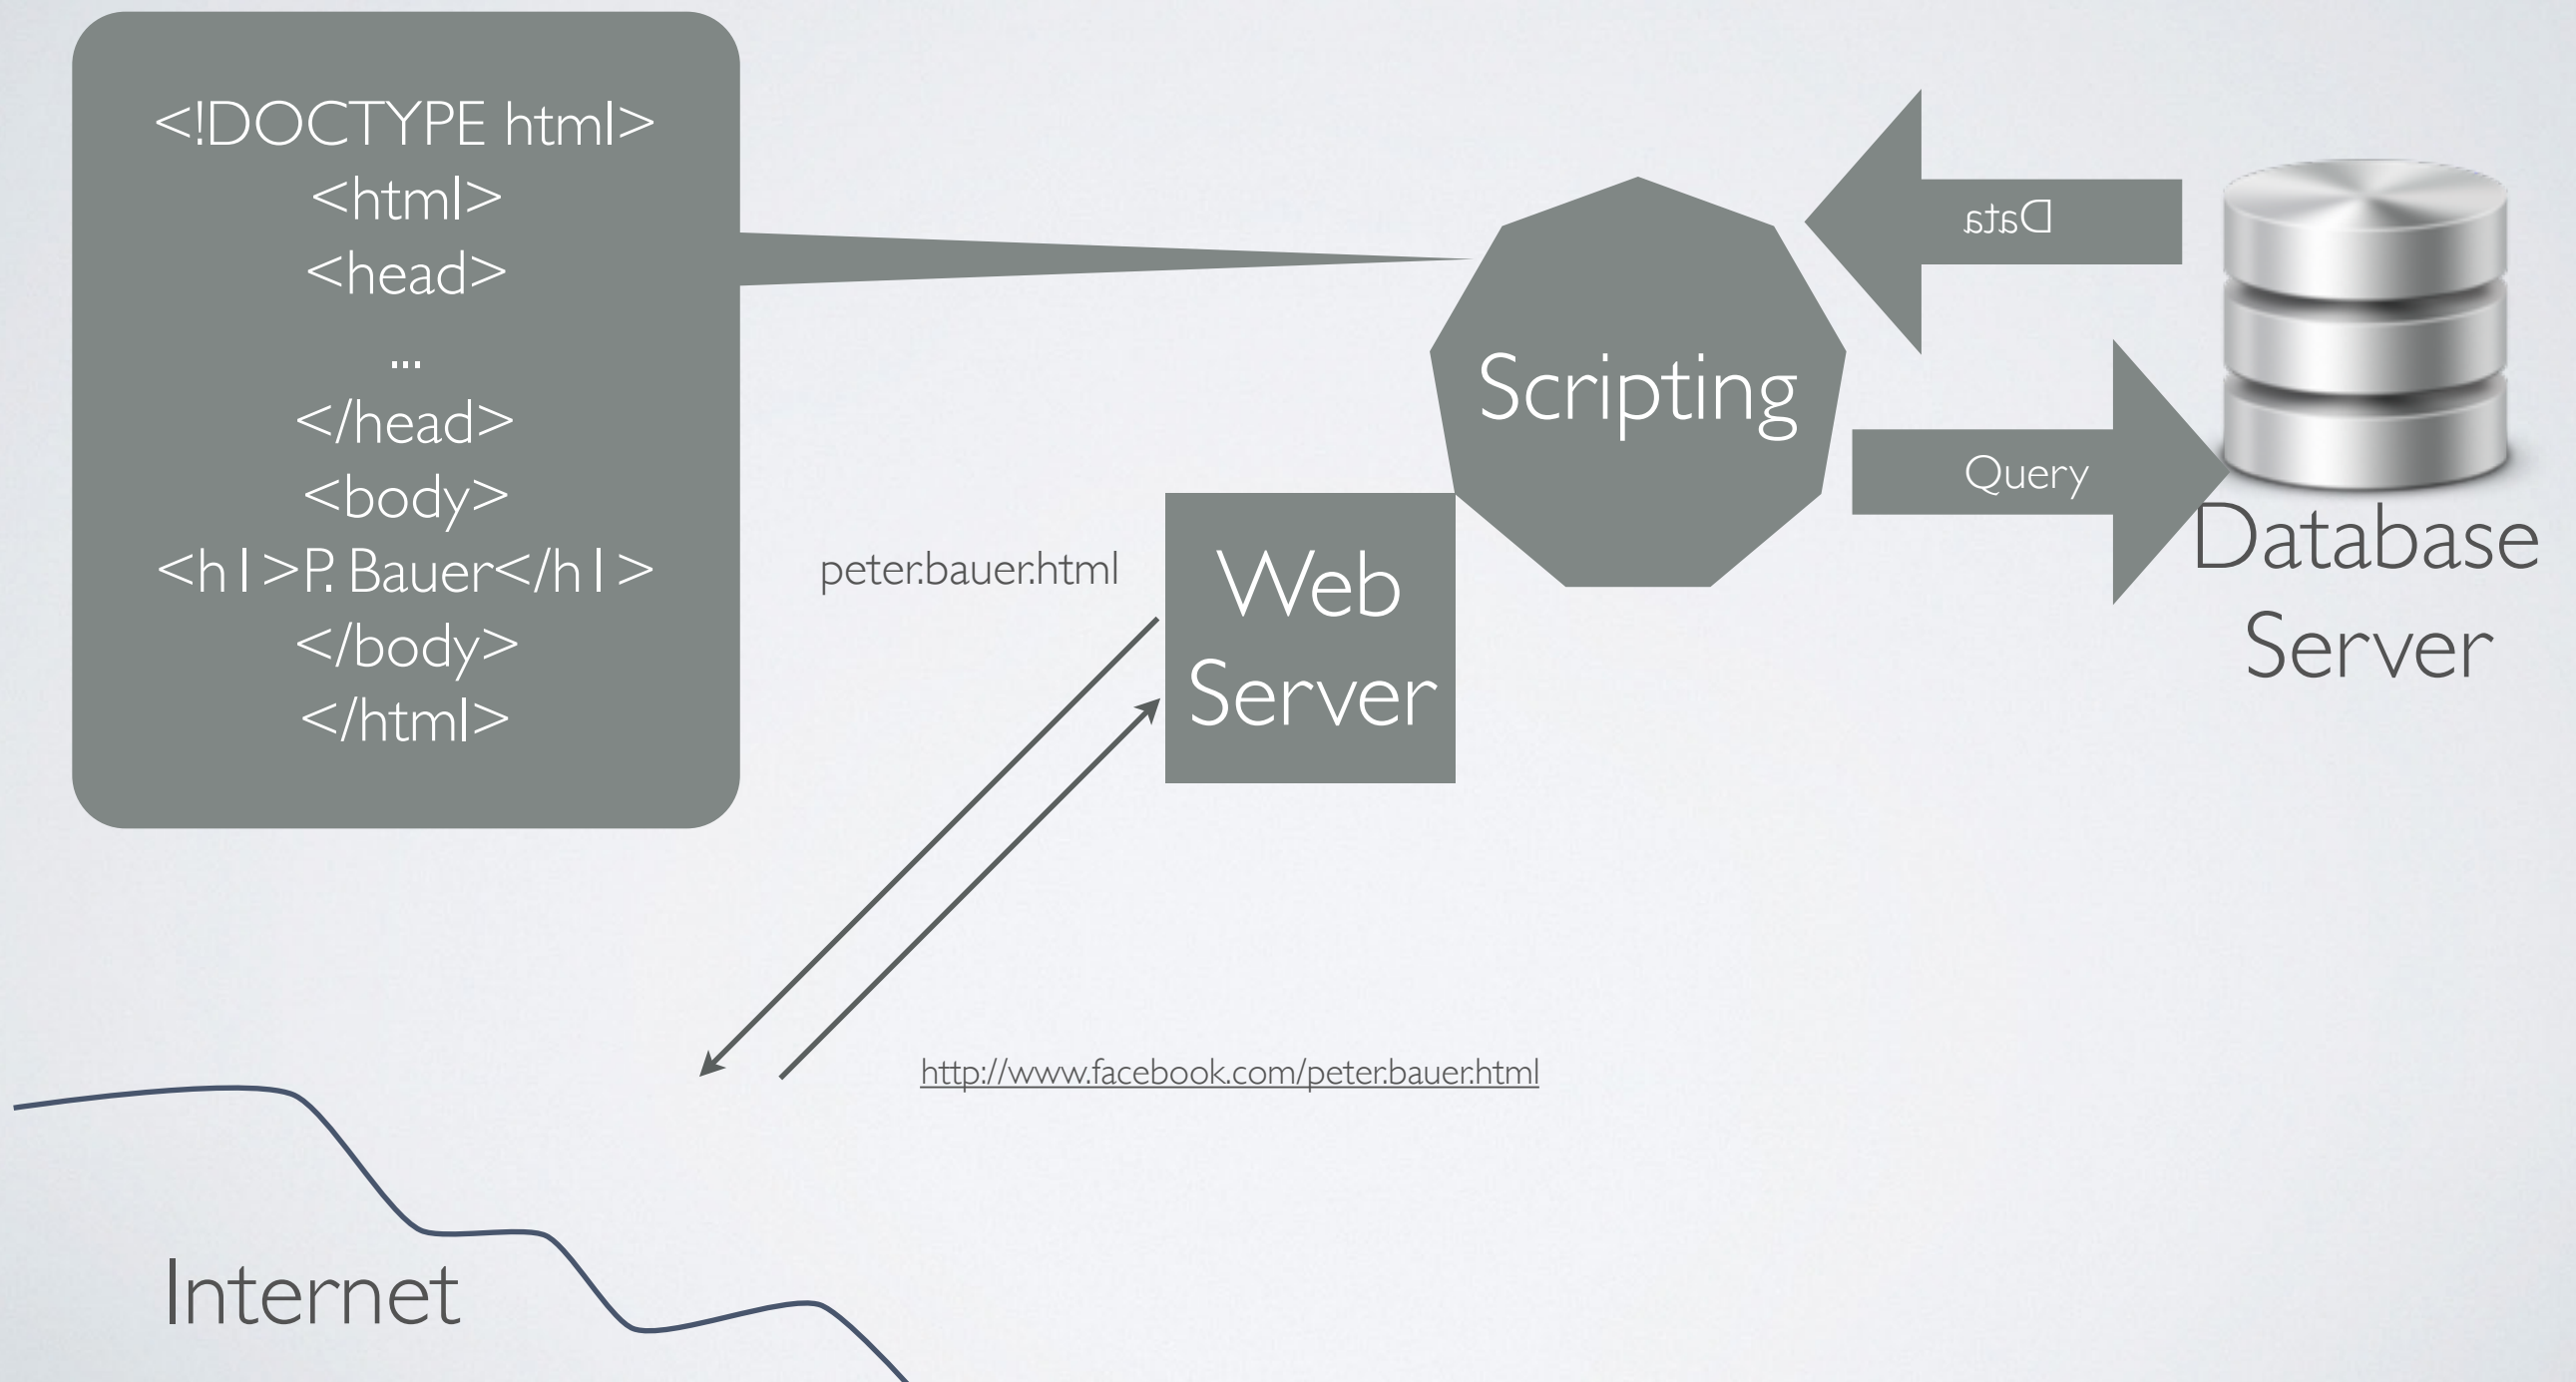 <!DOCTYPE html>
<html>
<head>
...
</head>
<body>
<h1>P. Bauer</h1>
</body>
</html>
Scripting
Data
Query
Database
Server
peter.bauer.html
Web
Server
http://www.facebook.com/peter.bauer.html
Internet